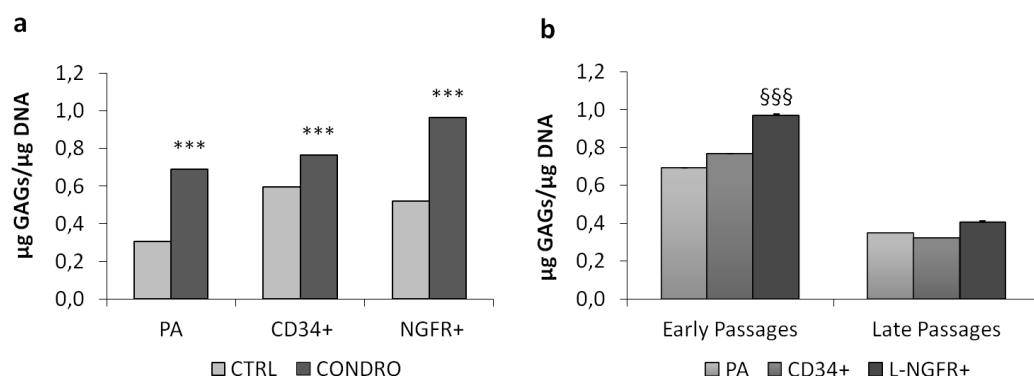 a
μg GAGs/μg DNA
1,2
1,0
0,8
0,6
0,4
0,2
0,0
***
***
***
PA CD34+ NGFR+
CTRL CONDRO
b
μg GAGs/μg DNA
1,2
1,0
0,8
0,6
0,4
0,2
0,0
§§§
Early Passages Late Passages
PA CD34+ L-NGFR+